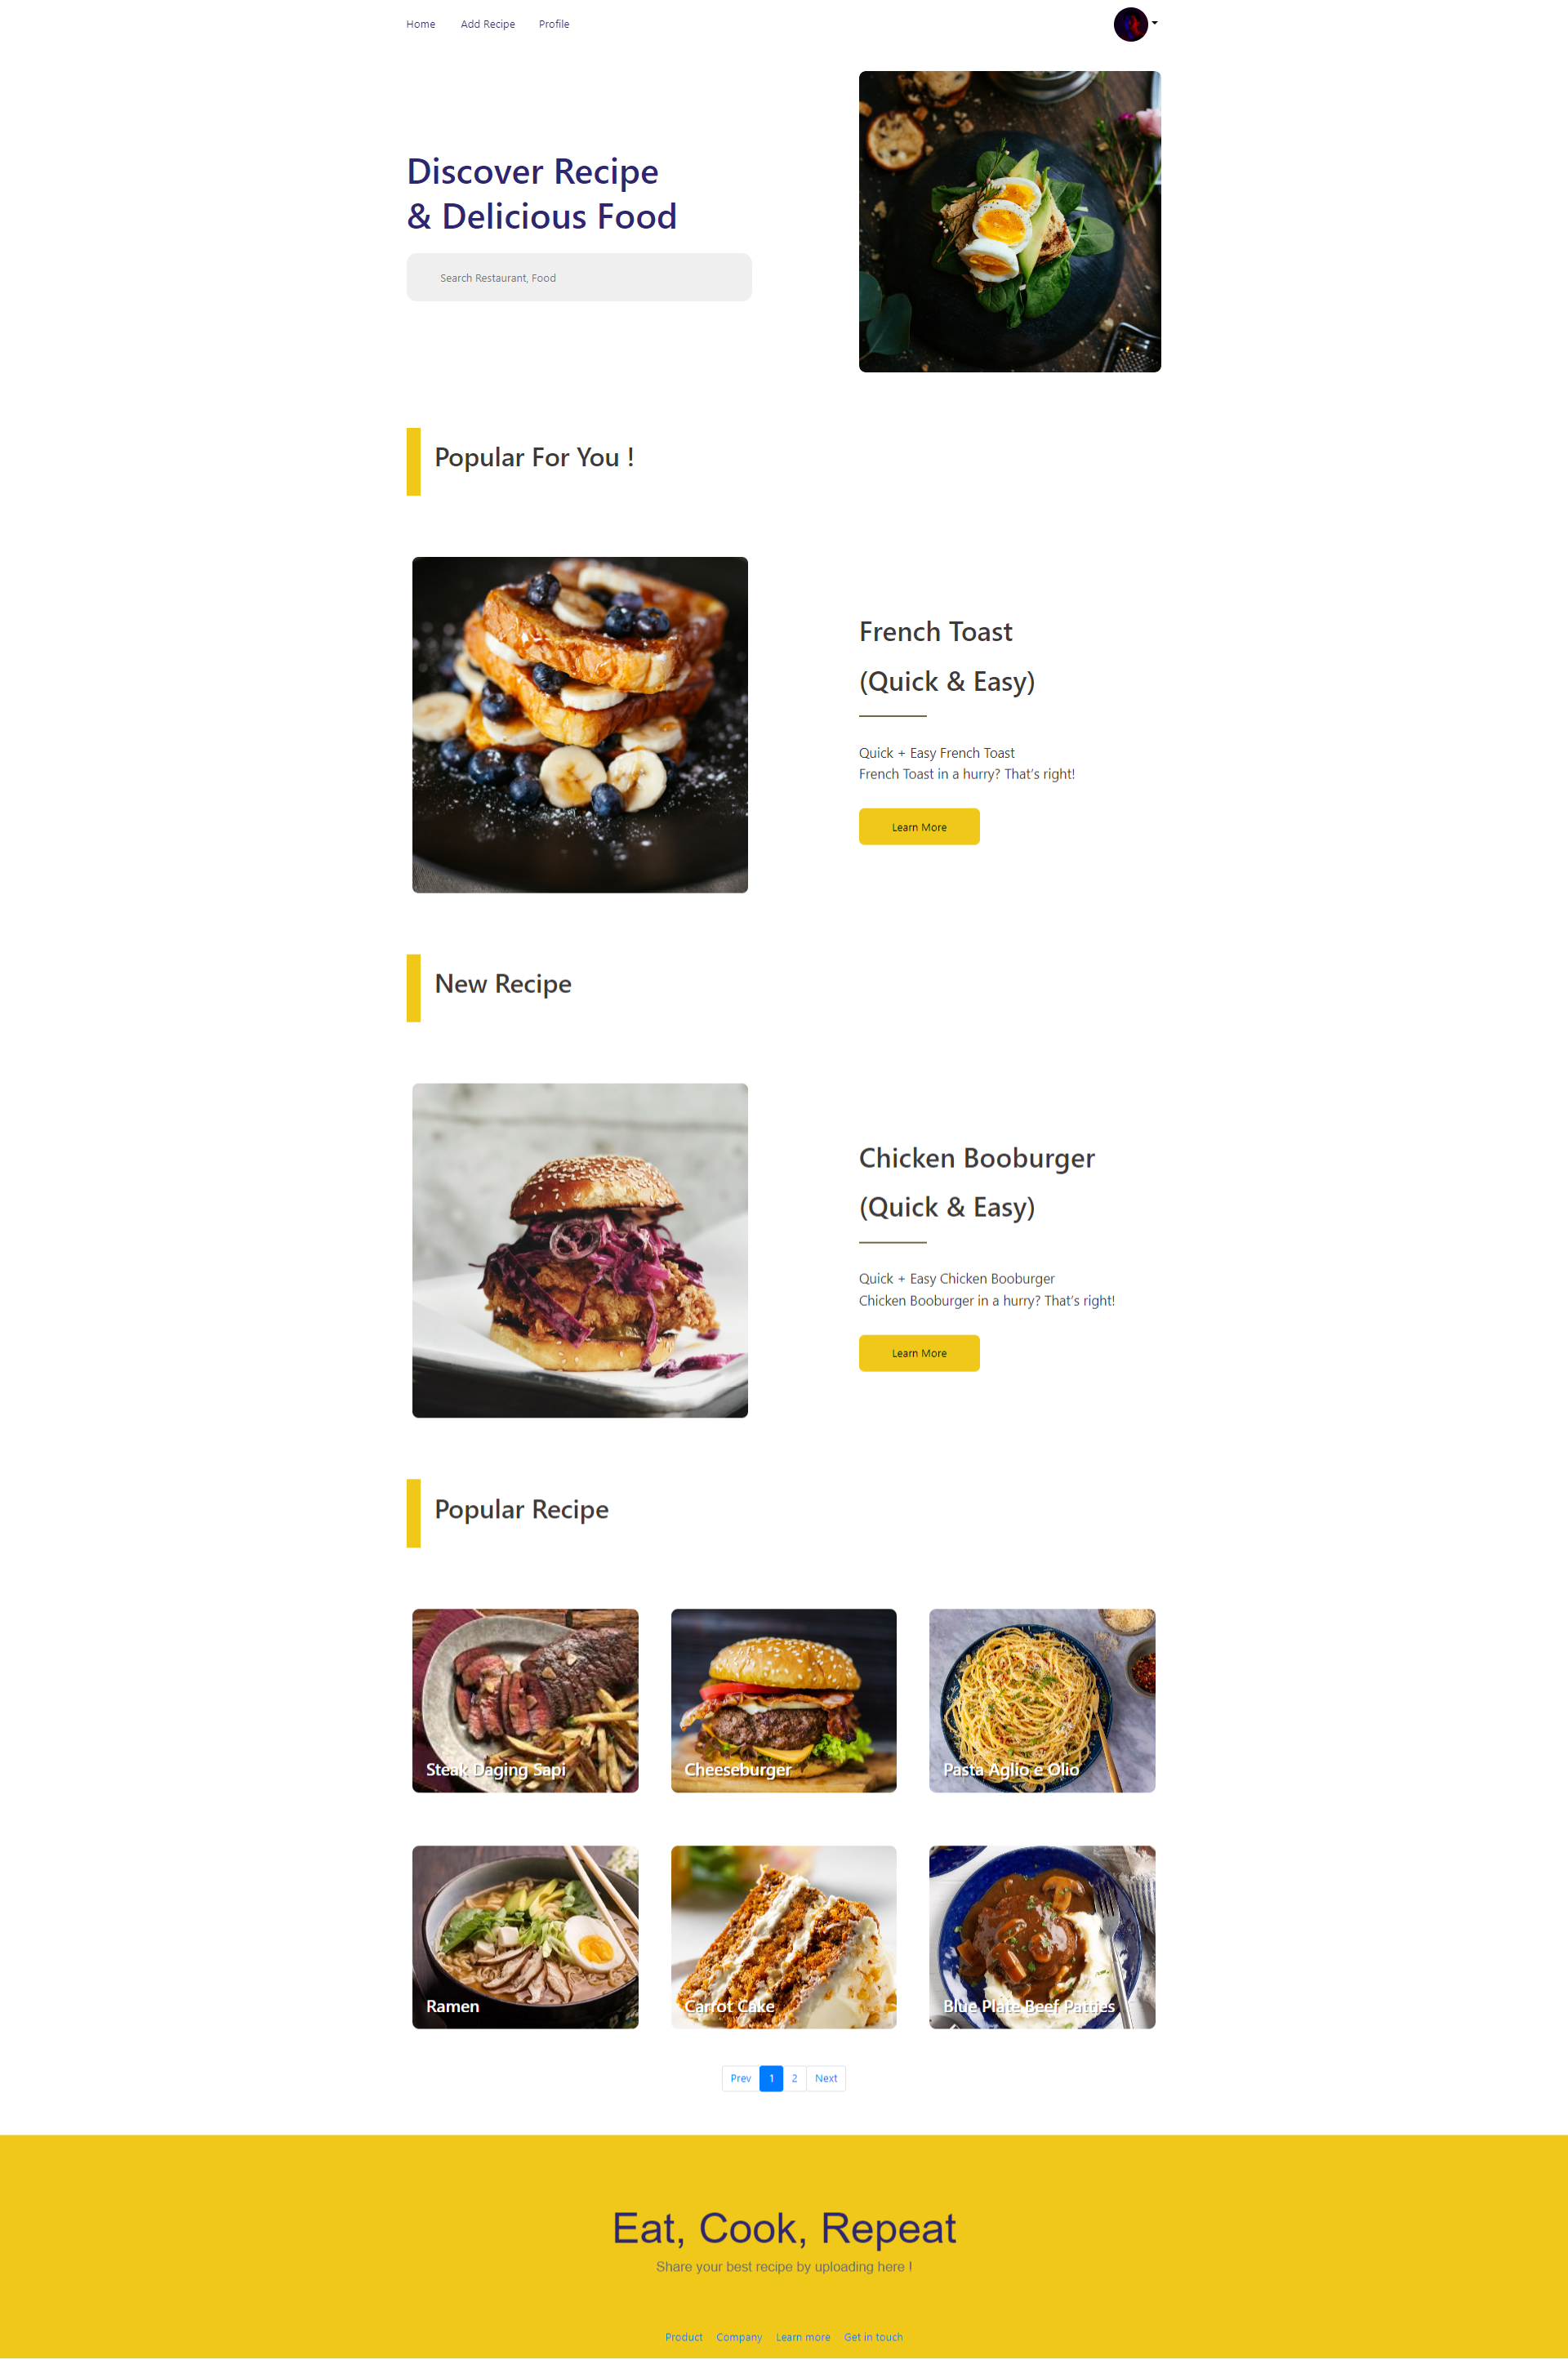 Home Add Recipe Profile
Discover Recipe
& Delicious Food
Search Restaurant, Food
Popular For You !
French Toast
(Quick & Easy)
Quick + Easy French Toast
French Toast in a hurry? That's right!
Learn More
New Recipe
Chicken Booburger
(Quick & Easy)
Quick + Easy Chicken Booburger
Chicken Booburger in a hurry? That's right!
Learn More
Popular Recipe
Steak Daging Sapi
Cheeseburger
Pasta Aglio e Olio
Ramen
Carrot Cake
Blue Plate Beef Patties
Prev 1 2 Next
Eat, Cook, Repeat
Share your best recipe by uploading here !
Product Company Learn more Get in touch